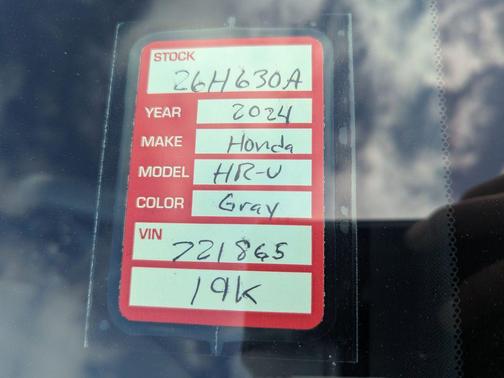 STOCK
26H630A
YEAR 2024
MAKE Honda
MODEL HR-V
COLOR Gray
VIN
721865
19K